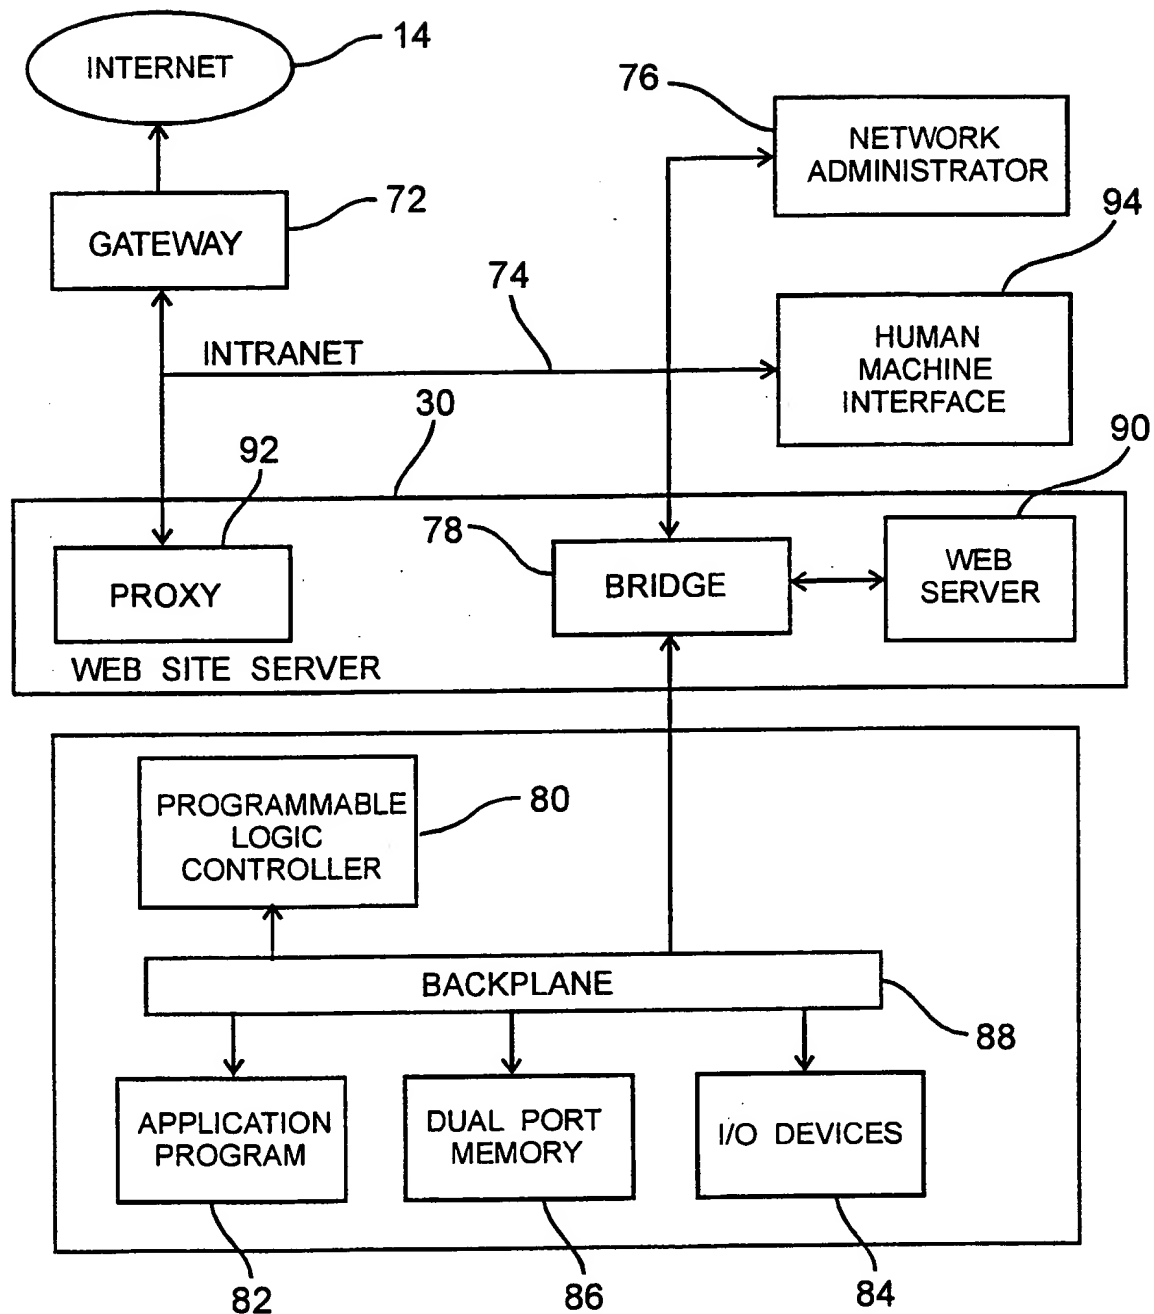 INTERNET
14
76
NETWORK
ADMINISTRATOR
72
GATEWAY
94
74
INTRANET
HUMAN
MACHINE
INTERFACE
30
92
90
78
PROXY
BRIDGE
WEB
SERVER
WEB SITE SERVER
PROGRAMMABLE
LOGIC
CONTROLLER
80
BACKPLANE
88
APPLICATION
PROGRAM
DUAL PORT
MEMORY
I/O DEVICES
82
86
84